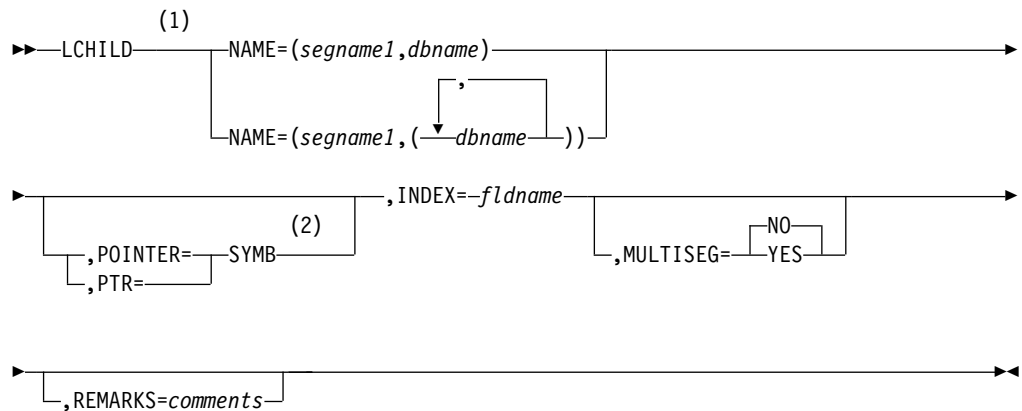 (1)
LCHILD NAME=(segname1,dbname)
,
NAME=(segname1,(dbname))
,INDEX=fldname
(2) NO
,POINTER= SYMB ,MULTISEG= YES
,PTR=
,REMARKS=comments